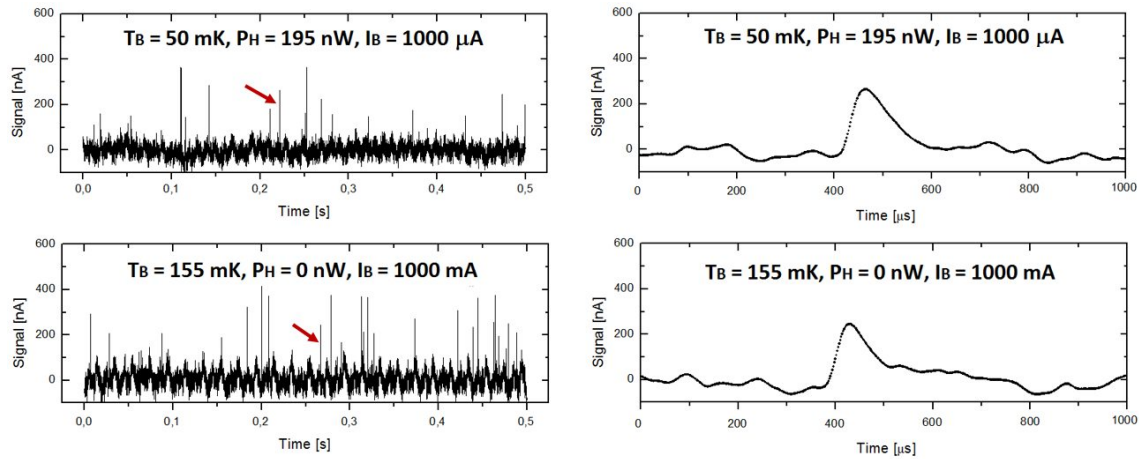 600
400
200
0
Signal [nA]
TB = 50 mK, PH = 195 nW, IB = 1000 μA
0,0 0,1 0,2 0,3 0,4 0,5
Time [s]
600
400
200
0
Signal [nA]
TB = 50 mK, PH = 195 nW, IB = 1000 μA
0 200 400 600 800 1000
Time [μs]
600
400
200
0
Signal [nA]
TB = 155 mK, PH = 0 nW, IB = 1000 mA
0,0 0,1 0,2 0,3 0,4 0,5
Time [s]
600
400
200
0
Signal [nA]
TB = 155 mK, PH = 0 nW, IB = 1000 mA
0 200 400 600 800 1000
Time [μs]